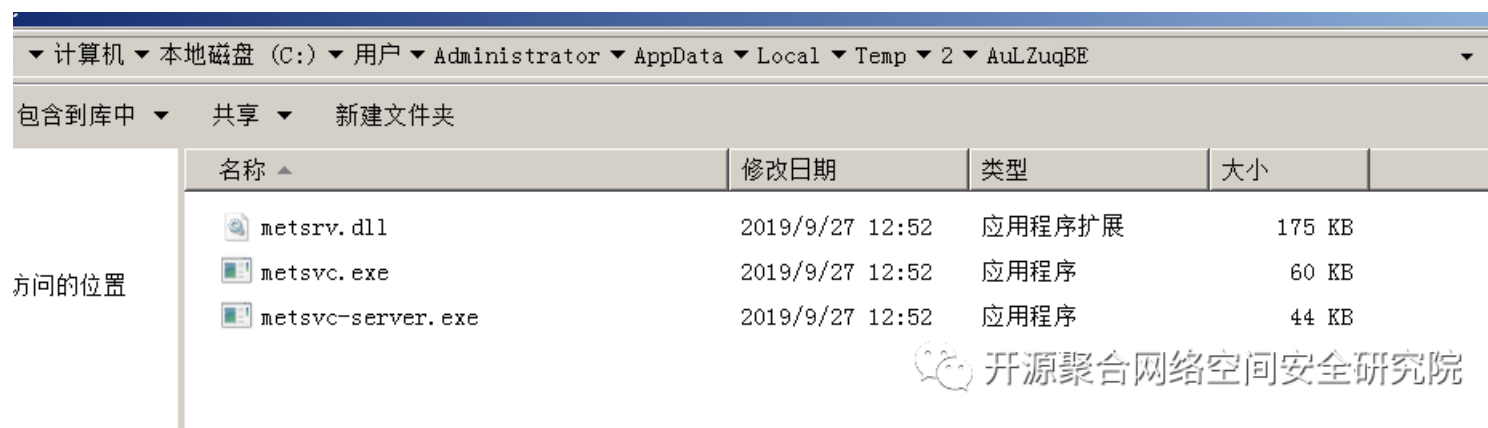 计算机 本地磁盘 (C:) 用户 Administrator AppData Local Temp 2 AuLZuqBE
包含到库中 共享 新建文件夹
名称 修改日期 类型 大小
metsrv.dll 2019/9/27 12:52 应用程序扩展 175 KB
metsvc.exe 2019/9/27 12:52 应用程序 60 KB
访问的位置
metsvc-server.exe 2019/9/27 12:52 应用程序 44 KB
开源聚合网络空间安全研究院